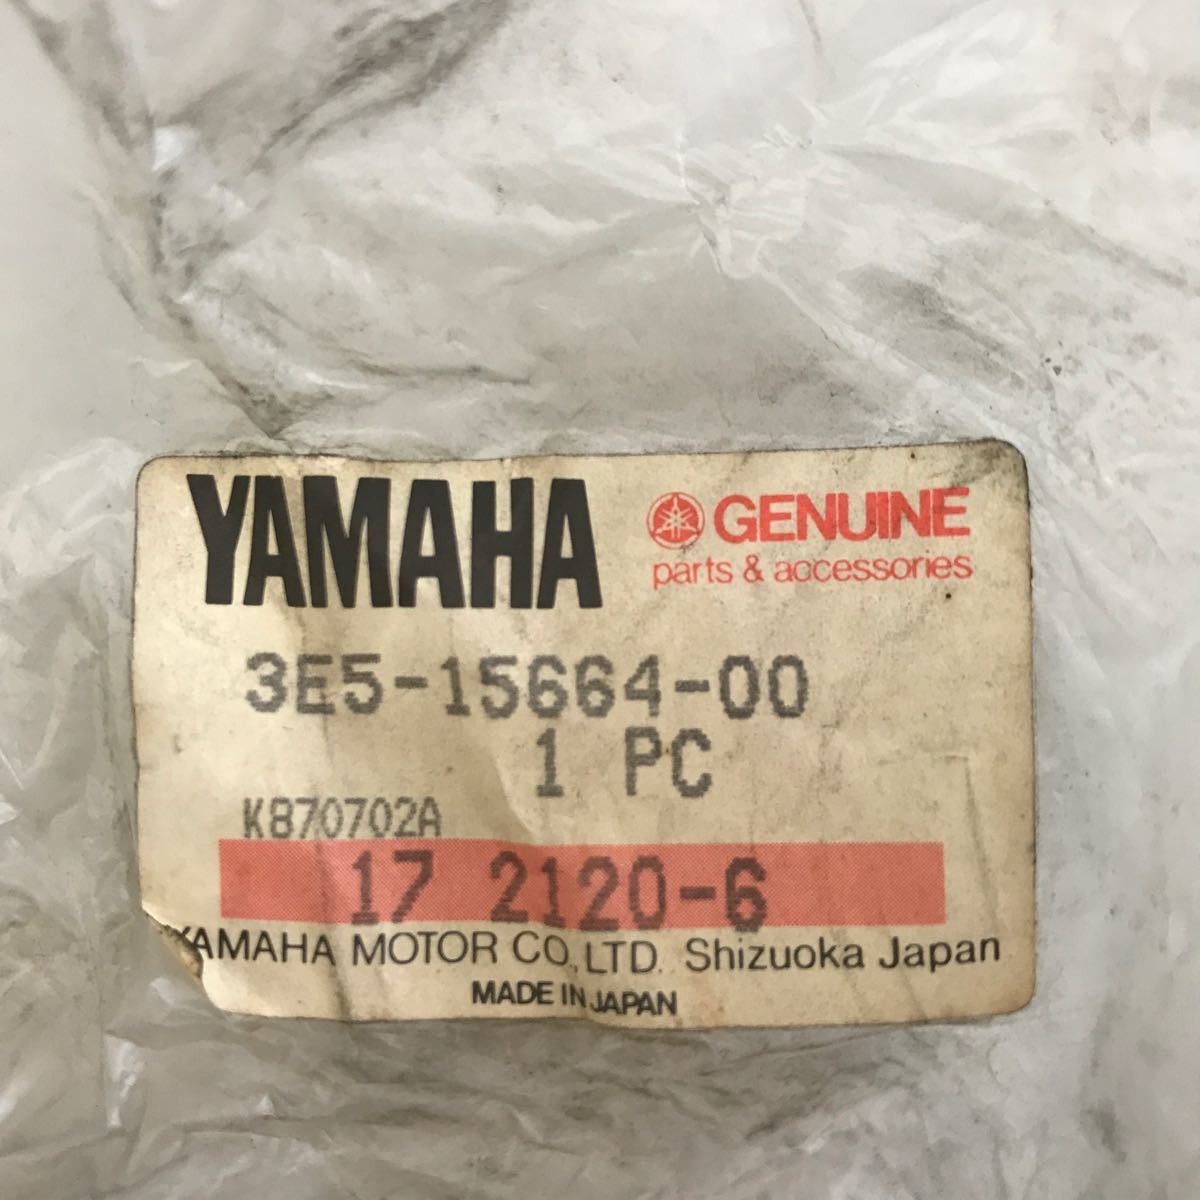 YAMAHA GENUINE
parts & accessories
3E5-15664-00
1 PC
K870702A
17 2120-6
YAMAHA MOTOR CO.,LTD. Shizuoka Japan
MADE IN JAPAN